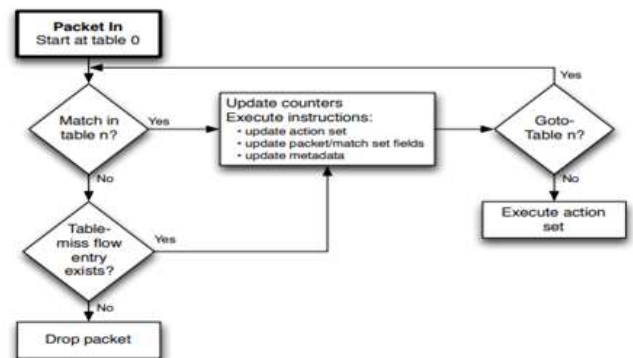 Packet In
Start at table 0
Yes
Match in
table n?
Yes
Update counters
Execute instructions:
• update action set
• update packet/match set fields
• update metadata
Goto-
Table n?
No
No
Execute action
set
Table-
miss flow
entry
exists?
Yes
No
Drop packet